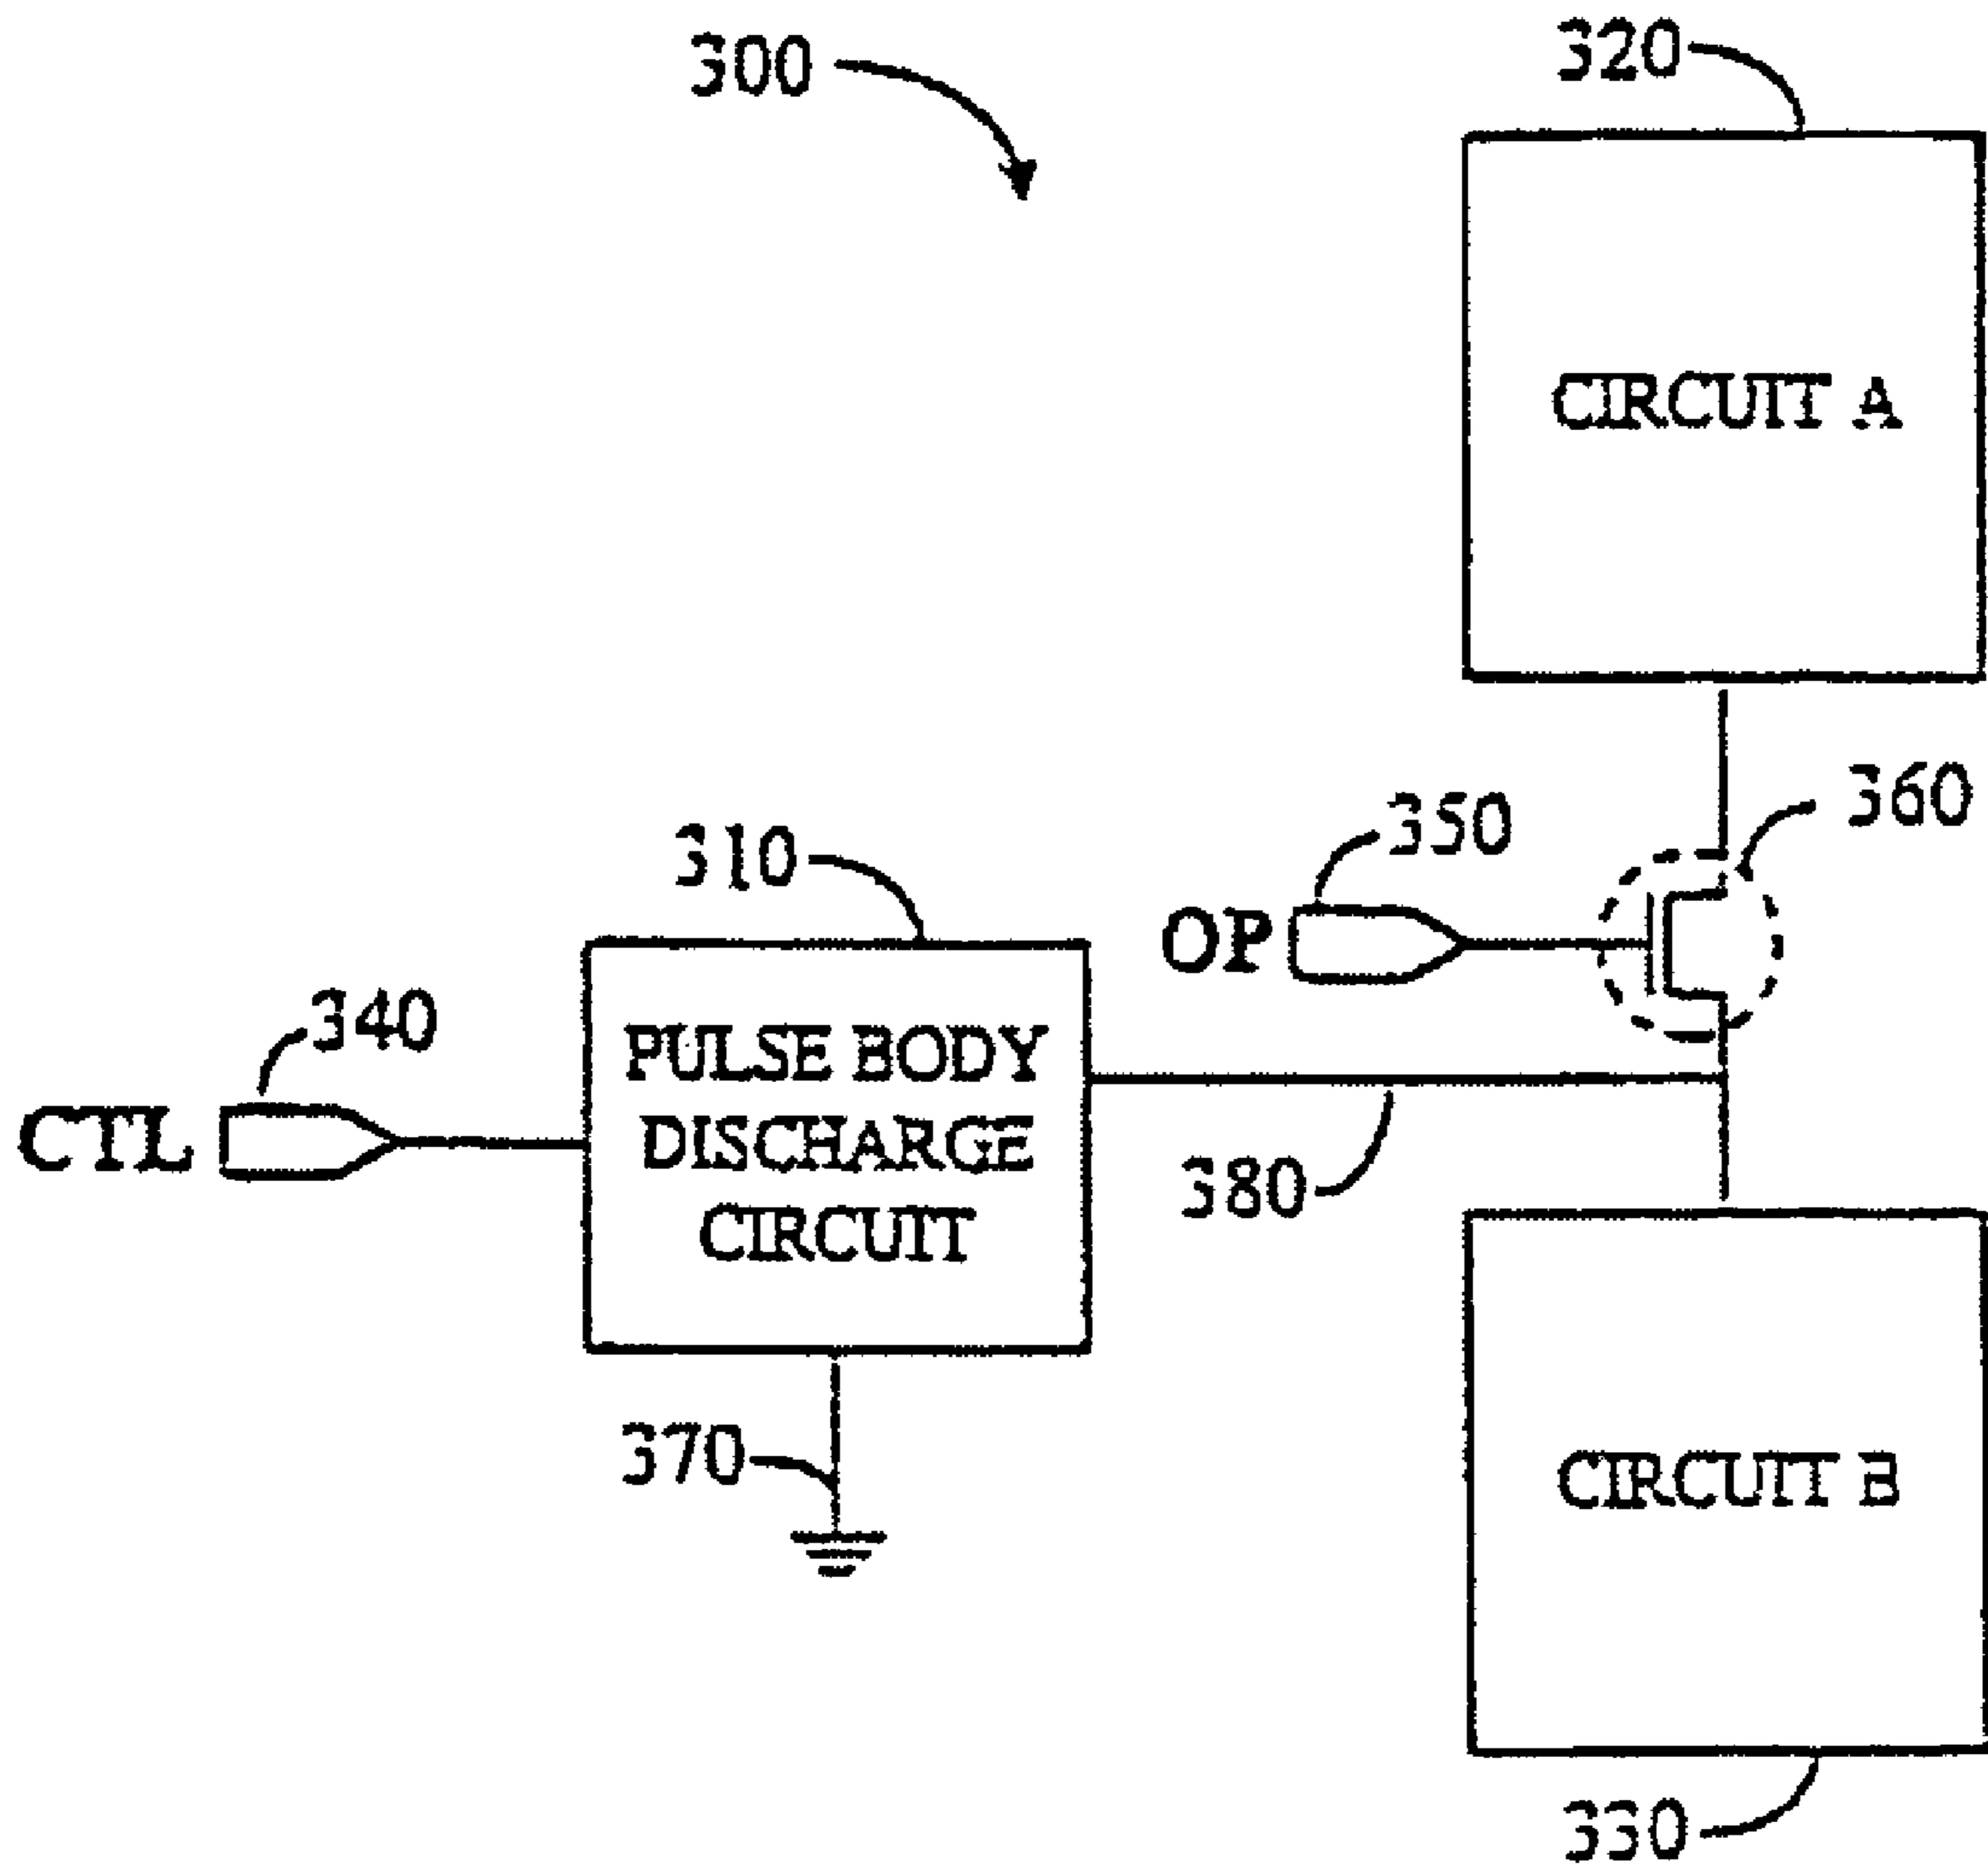 300
320
CIRCUIT A
360
350
OP
310
340
CTL
PULSE BODY
DISCHARGE
CIRCUIT
380
370
CIRCUIT B
330